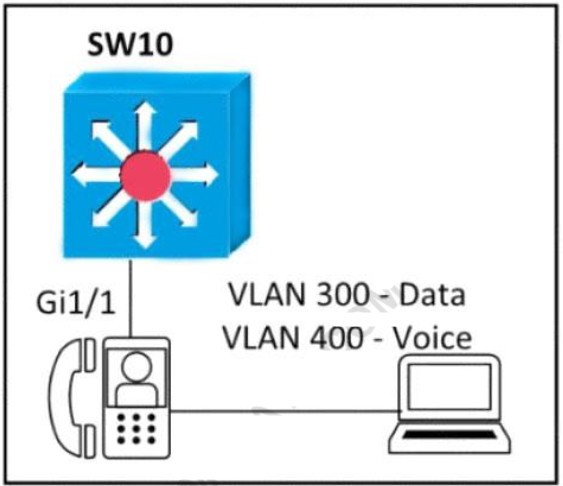 SW10
Gi1/1
VLAN 300 - Data
VLAN 400 - Voice